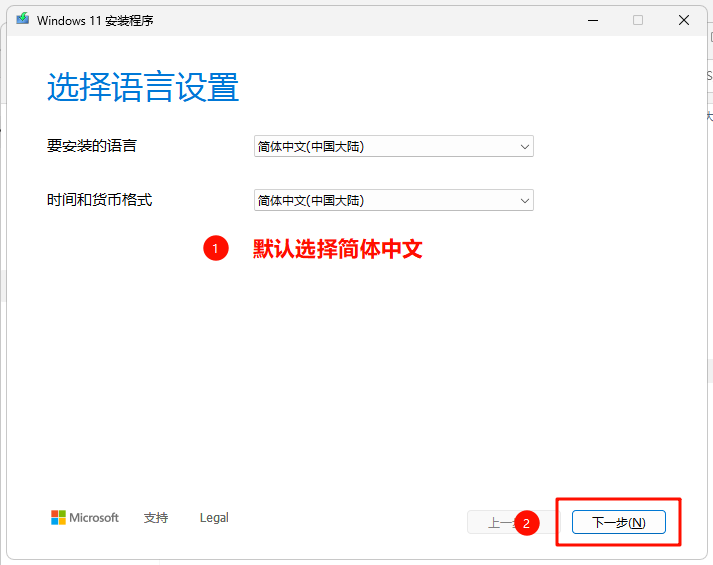 Windows 11 安装程序
选择语言设置
要安装的语言
简体中文(中国大陆)
时间和货币格式
简体中文(中国大陆)
1 默认选择简体中文
Microsoft 支持 Legal
上一 2 下一步(N)